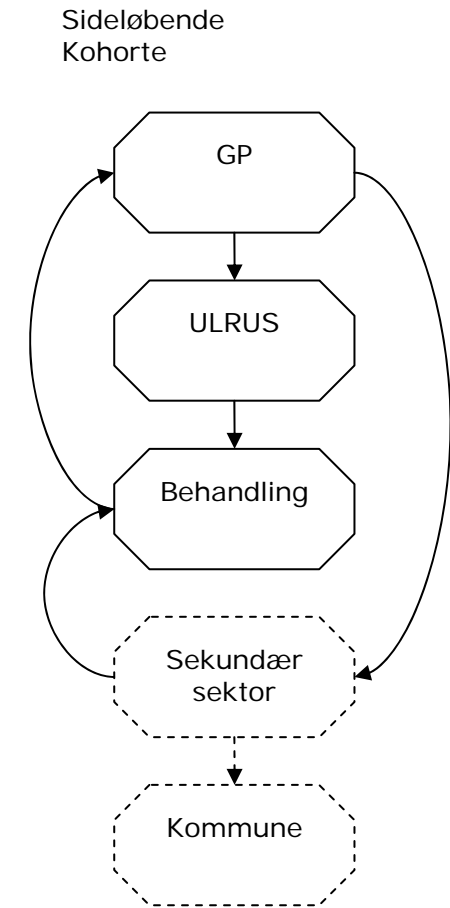 Sideløbende
Kohorte
GP
ULRUS
Behandling
Sekundær
sektor
Kommune